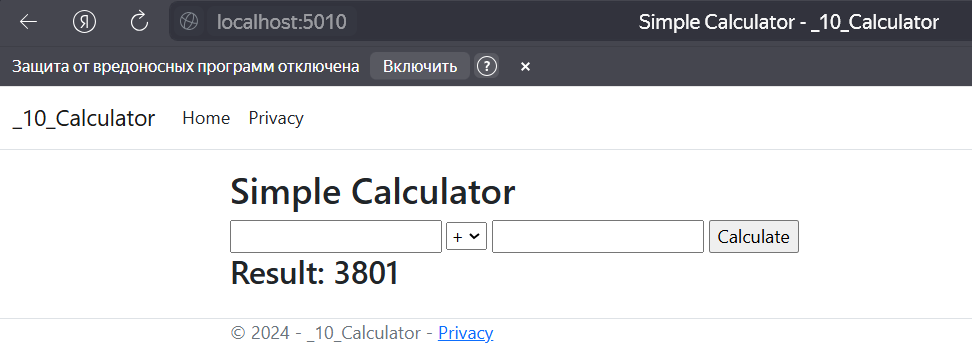 Я localhost:5010 Simple Calculator - _10_Calculator
Защита от вредоносных программ отключена Включить ? ×
_10_Calculator Home Privacy
Simple Calculator
+ Calculate
Result: 3801
© 2024 - _10_Calculator - Privacy